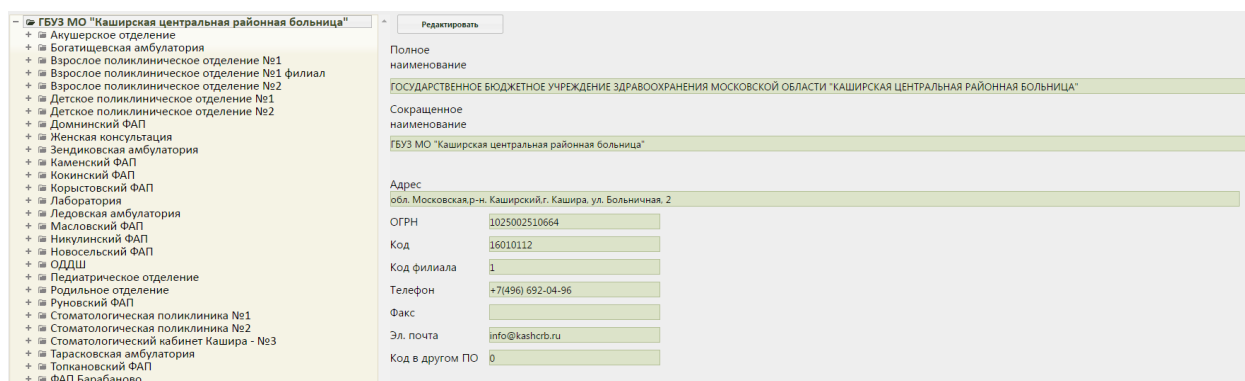 ГБУЗ МО "Каширская центральная районная больница"
Акушерское отделение
Богатищевская амбулатория
Взрослое поликлиническое отделение №1
Взрослое поликлиническое отделение №1 филиал
Взрослое поликлиническое отделение №2
Детское поликлиническое отделение №1
Детское поликлиническое отделение №2
Домнинский ФАП
Женская консультация
Зендиковская амбулатория
Каменский ФАП
Кокинский ФАП
Корыстовский ФАП
Лаборатория
Ледовская амбулатория
Масловский ФАП
Никулинский ФАП
Новосельский ФАП
ОДДШ
Педиатрическое отделение
Родильное отделение
Руновский ФАП
Стоматологическая поликлиника №1
Стоматологическая поликлиника №2
Стоматологический кабинет Кашира - №3
Тарасковская амбулатория
Топкановский ФАП
ФАП Барабаново
Редактировать
Полное
наименование
ГОСУДАРСТВЕННОЕ БЮДЖЕТНОЕ УЧРЕЖДЕНИЕ ЗДРАВООХРАНЕНИЯ МОСКОВСКОЙ ОБЛАСТИ "КАШИРСКАЯ ЦЕНТРАЛЬНАЯ РАЙОННАЯ БОЛЬНИЦА"
Сокращенное
наименование
ГБУЗ МО "Каширская центральная районная больница"
Адрес
обл. Московская,р-н. Каширский,г. Кашира, ул. Больничная, 2
ОГРН 1025002510664
Код 16010112
Код филиала 1
Телефон +7(496) 692-04-96
Факс
Эл. почта info@kashcrb.ru
Код в другом ПО 0